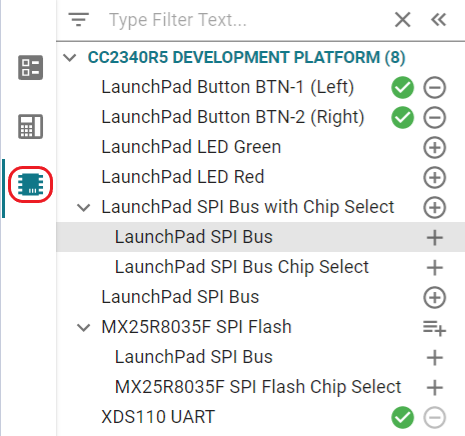 Type Filter Text...
CC2340R5 DEVELOPMENT PLATFORM (8)
LaunchPad Button BTN-1 (Left)
LaunchPad Button BTN-2 (Right)
LaunchPad LED Green
LaunchPad LED Red
LaunchPad SPI Bus with Chip Select
LaunchPad SPI Bus
LaunchPad SPI Bus Chip Select
LaunchPad SPI Bus
MX25R8035F SPI Flash
LaunchPad SPI Bus
MX25R8035F SPI Flash Chip Select
XDS110 UART